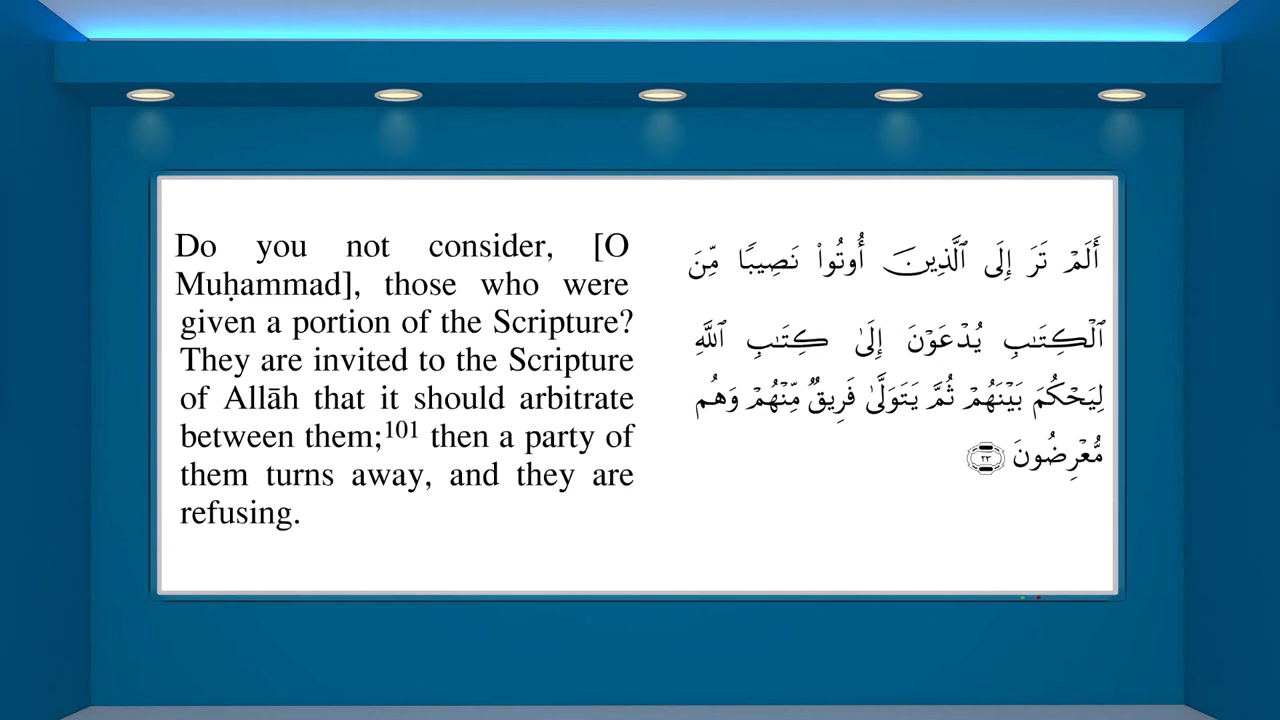 Do you not consider, [O
Muḥammad], those who were
given a portion of the Scripture?
They are invited to the Scripture
of Allāh that it should arbitrate
between them;101 then a party of
them turns away, and they are
refusing.
أَلَمْ تَرَ إِلَى ٱلَّذِينَ أُوتُوا۟ نَصِيبًا مِّنَ
ٱلْكِتَـٰبِ يُدْعَوْنَ إِلَىٰ كِتَـٰبِ ٱللَّهِ
لِيَحْكُمَ بَيْنَهُمْ ثُمَّ يَتَوَلَّىٰ فَرِيقٌ مِّنْهُمْ وَهُم
مُّعْرِضُونَ ٢٣